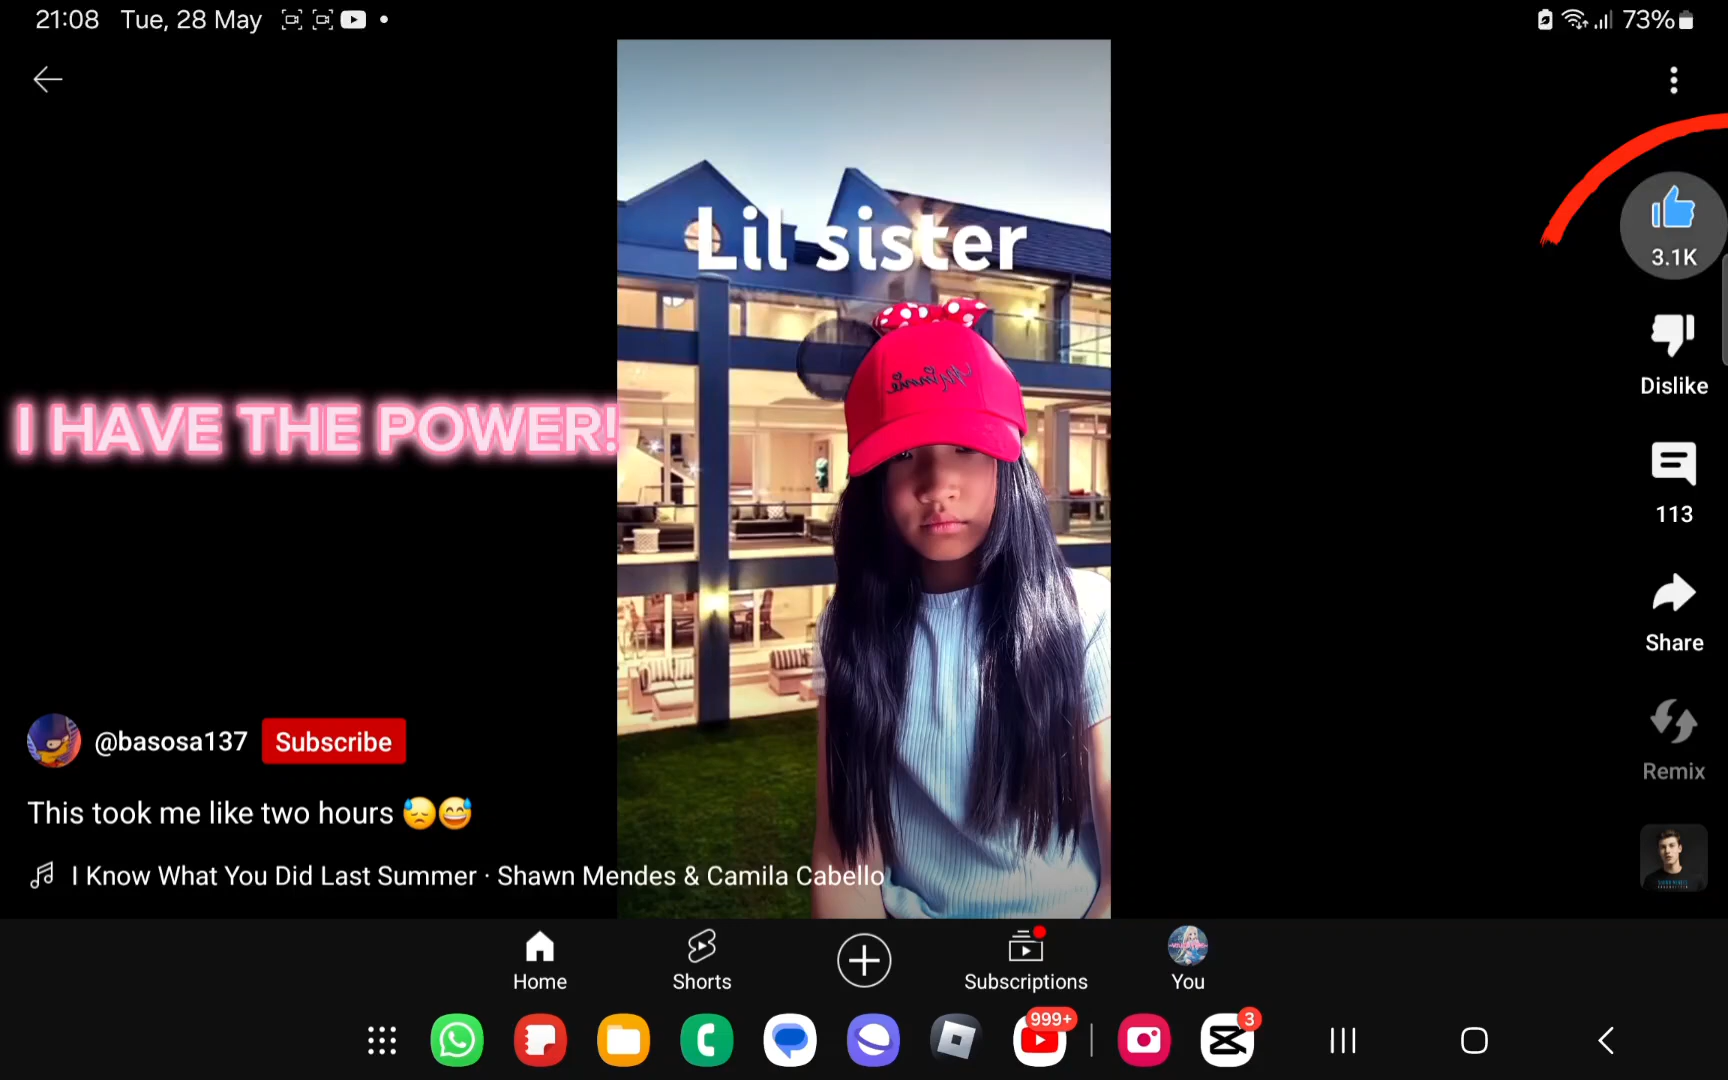 21:08 Tue, 28 May
73%
Lil sister
Minnie
I HAVE THE POWER!
3.1K
Dislike
113
Share
Remix
@basosa137 Subscribe
This took me like two hours 😓😅
I Know What You Did Last Summer · Shawn Mendes & Camila Cabello
Home Shorts Subscriptions You
999+ 3